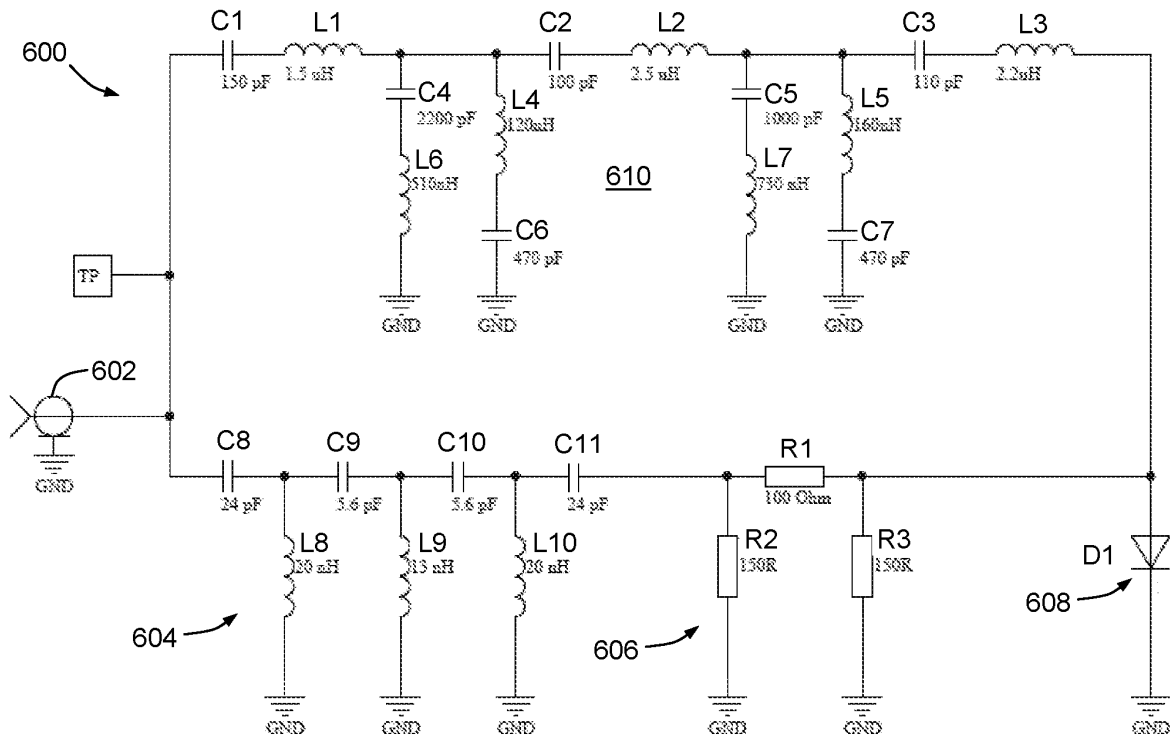 C1 L1 C2 L2 C3 L3
600
150 pF 1.5 uH 100 pF 2.5 uH 110 pF 2.2uH
C4 L4 C5 L5
2200 pF 120nH 1000 pF 160nH
L6 610 L7
510nH 750 nH
C6 C7
470 pF 470 pF
TP
GND GND GND GND
602
C8 C9 C10 C11 R1
GND
24 pF 5.6 pF 5.6 pF 24 pF 100 Ohm
L8 L9 L10 R2 R3 D1
20 nH 13 nH 20 nH 150R 150R
604 606 608
GND GND GND GND GND GND